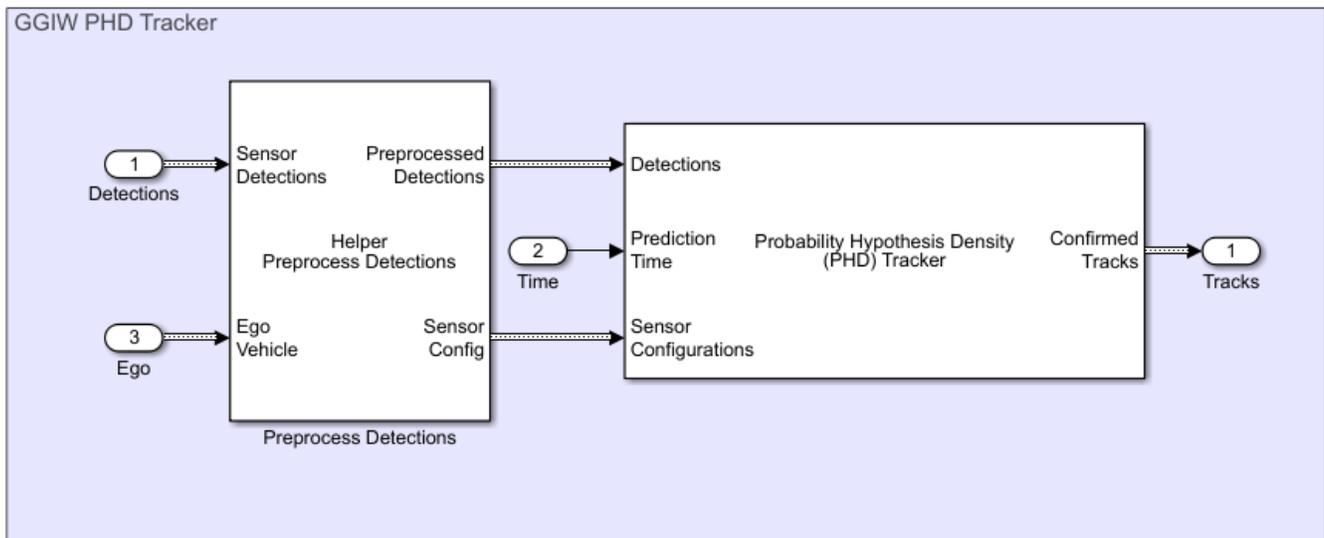 GGIW PHD Tracker
1
Detections
3
Ego
Sensor
Detections
Preprocessed
Detections
Helper
Preprocess Detections
Ego
Vehicle
Sensor
Config
Preprocess Detections
2
Time
Detections
Prediction
Time
Probability Hypothesis Density
(PHD) Tracker
Confirmed
Tracks
Sensor
Configurations
1
Tracks